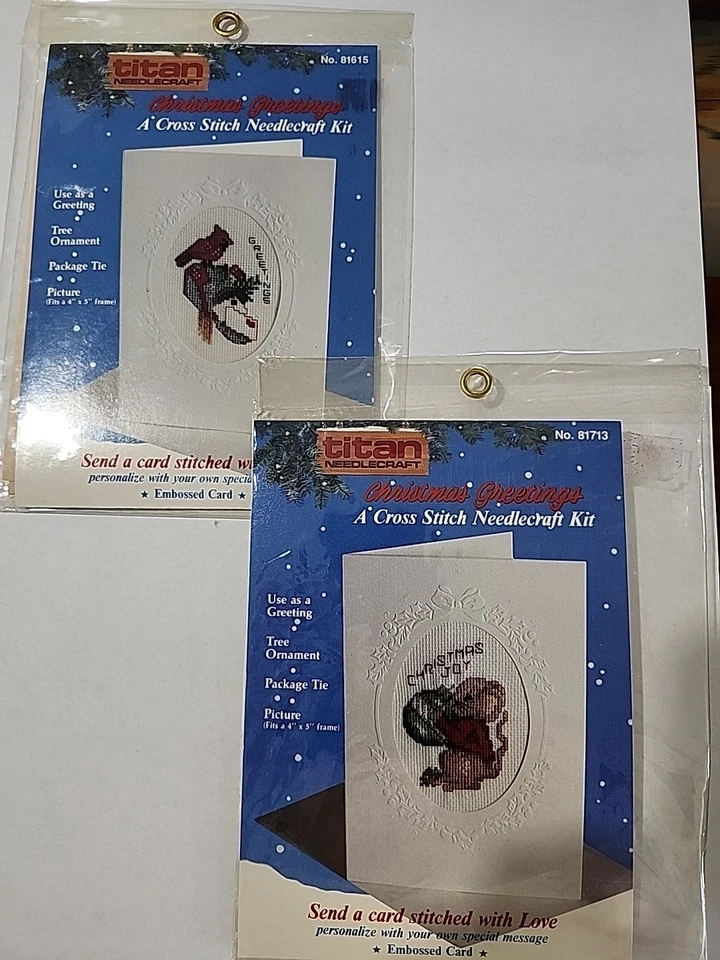 titan
NEEDLECRAFT
No. 81615
Christmas Greetings
A Cross Stitch Needlecraft Kit
Use as a
Greeting
Tree
Ornament
Package Tie
Picture
(Fits a 4" x 5" frame)
GREETINGS
Send a card stitched
personalize with your own
★ Embossed Card ★
titan
NEEDLECRAFT
No. 81713
Christmas Greetings
A Cross Stitch Needlecraft Kit
Use as a
Greeting
Tree
Ornament
Package Tie
Picture
(Fits a 4" x 5" frame)
CHRISTMAS
JOY
Send a card stitched with Love
personalize with your own special message
★ Embossed Card ★